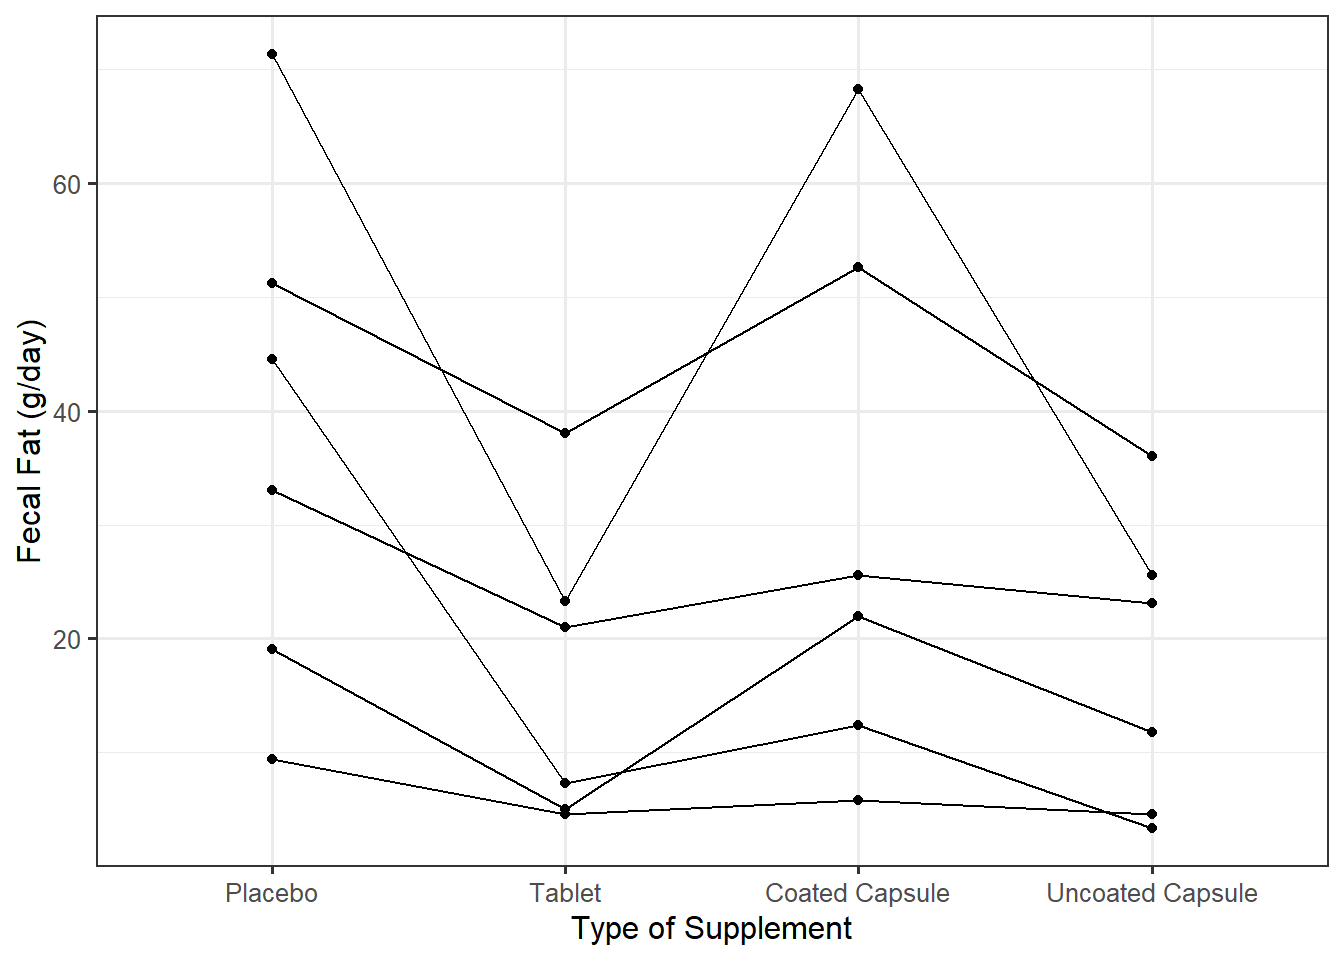 Fecal Fat (g/day)
60
40
20
Placebo
Tablet
Coated Capsule
Uncoated Capsule
Type of Supplement